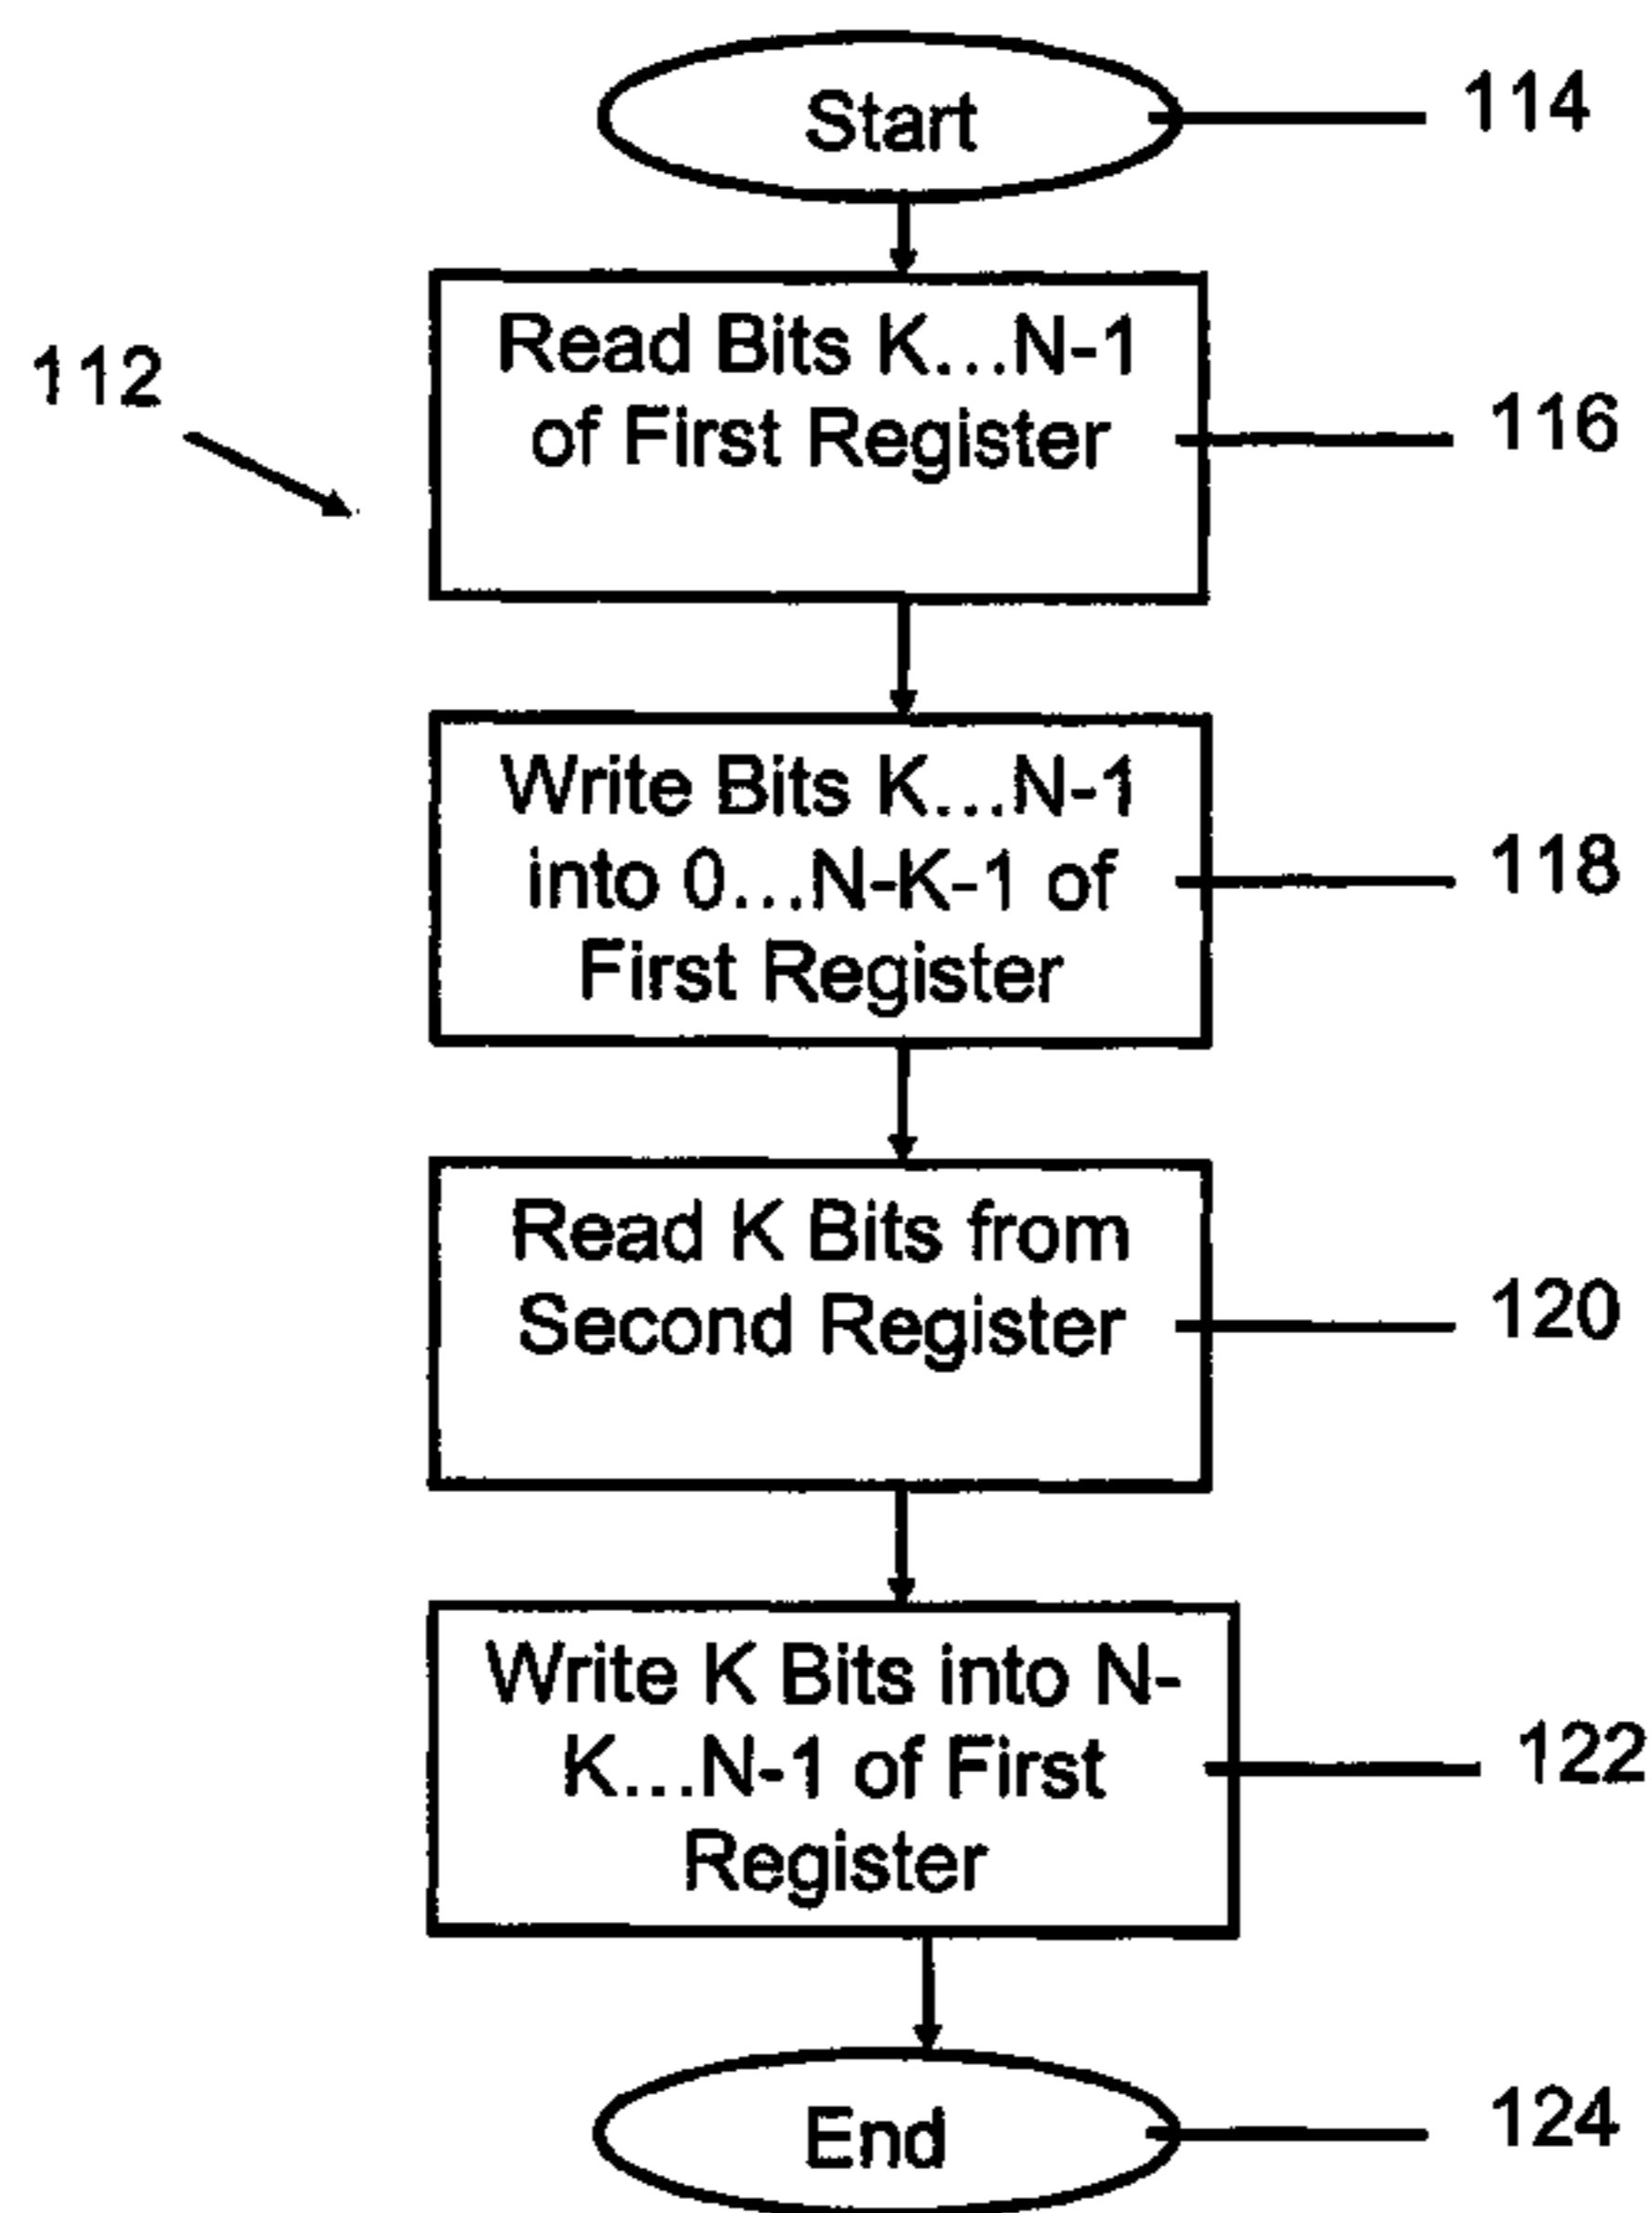 Start
114
112
Read Bits K...N-1
of First Register
116
Write Bits K...N-1
into 0...N-K-1 of
First Register
118
Read K Bits from
Second Register
120
Write K Bits into N-
K...N-1 of First
Register
122
End
124